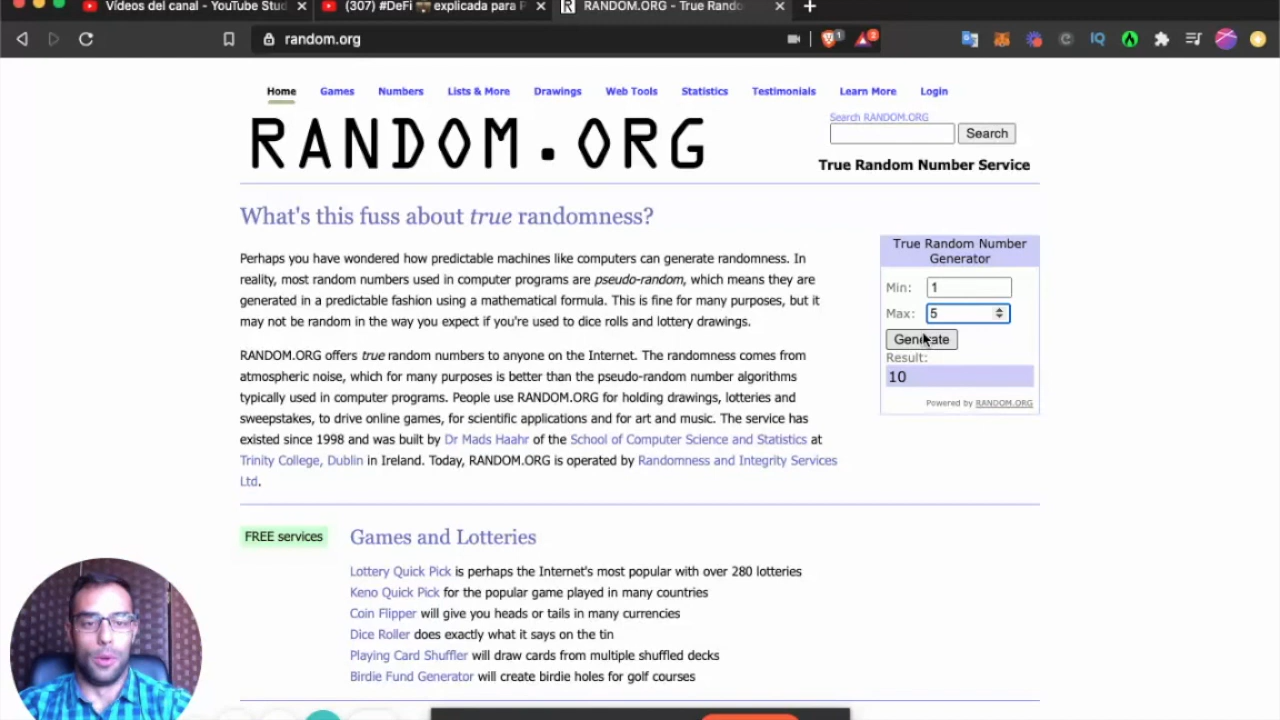 Vídeos del canal - YouTube Stud
(307) #DeFi explicada para P
RANDOM.ORG - True Rando
random.org
Home Games Numbers Lists & More Drawings Web Tools Statistics Testimonials Learn More Login
Search RANDOM.ORG
RANDOM.ORG
Search
True Random Number Service
What's this fuss about true randomness?
Perhaps you have wondered how predictable machines like computers can generate randomness. In
reality, most random numbers used in computer programs are pseudo-random, which means they are
generated in a predictable fashion using a mathematical formula. This is fine for many purposes, but it
may not be random in the way you expect if you're used to dice rolls and lottery drawings.
RANDOM.ORG offers true random numbers to anyone on the Internet. The randomness comes from
atmospheric noise, which for many purposes is better than the pseudo-random number algorithms
typically used in computer programs. People use RANDOM.ORG for holding drawings, lotteries and
sweepstakes, to drive online games, for scientific applications and for art and music. The service has
existed since 1998 and was built by Dr Mads Haahr of the School of Computer Science and Statistics at
Trinity College, Dublin in Ireland. Today, RANDOM.ORG is operated by Randomness and Integrity Services
Ltd.
True Random Number
Generator
Min: 1
Max: 5
Generate
Result:
10
Powered by RANDOM.ORG
FREE services
Games and Lotteries
Lottery Quick Pick is perhaps the Internet's most popular with over 280 lotteries
Keno Quick Pick for the popular game played in many countries
Coin Flipper will give you heads or tails in many currencies
Dice Roller does exactly what it says on the tin
Playing Card Shuffler will draw cards from multiple shuffled decks
Birdie Fund Generator will create birdie holes for golf courses